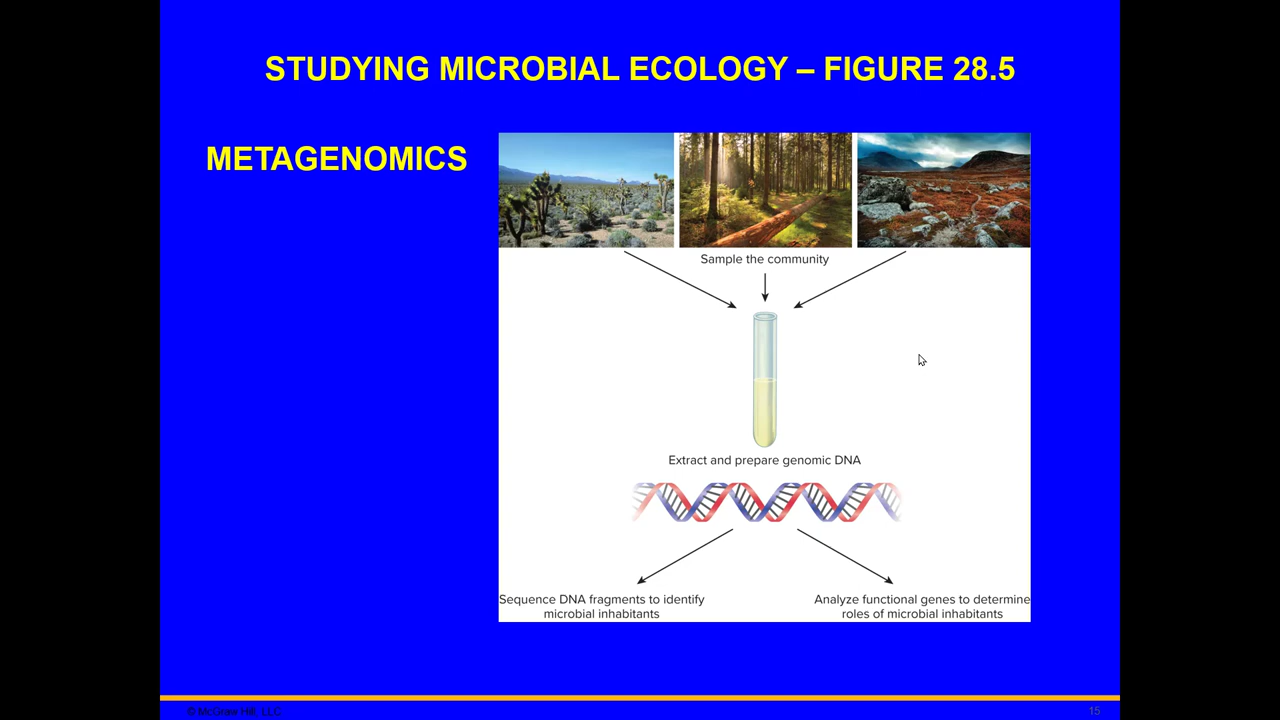 STUDYING MICROBIAL ECOLOGY – FIGURE 28.5
METAGENOMICS
Sample the community
Extract and prepare genomic DNA
Sequence DNA fragments to identify
microbial inhabitants
Analyze functional genes to determine
roles of microbial inhabitants
© McGraw Hill, LLC
15